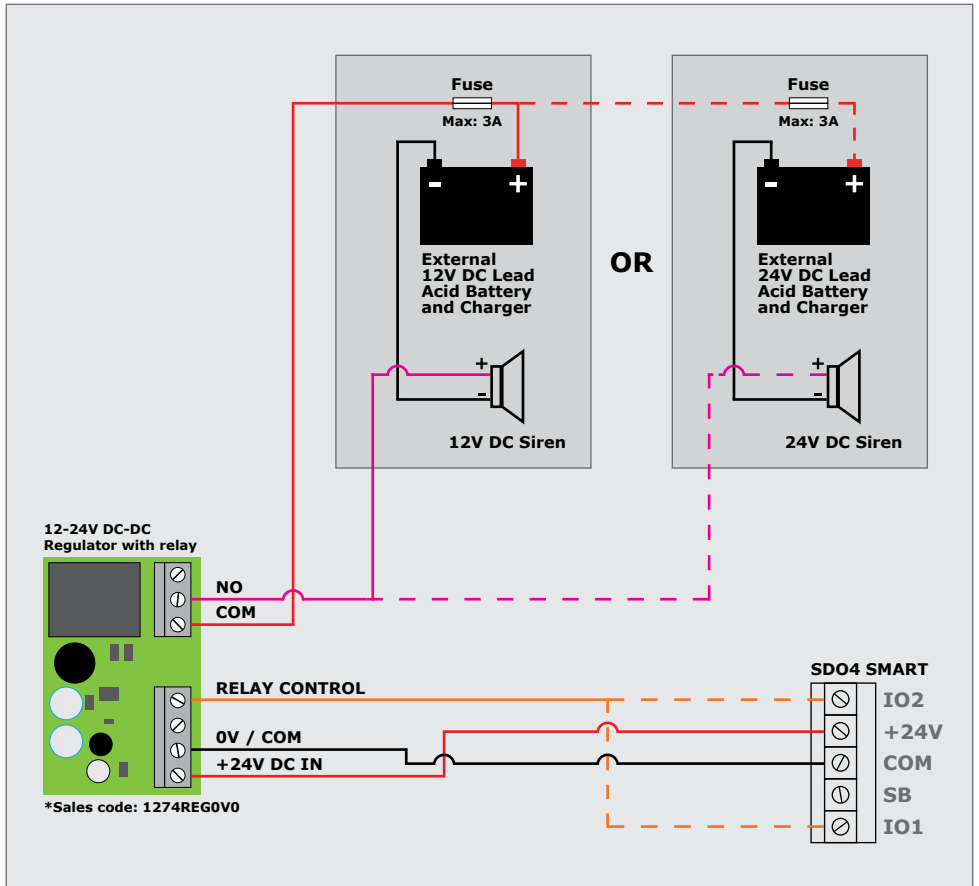 Fuse
Max: 3A
-
+
External
12V DC Lead
Acid Battery
and Charger
+
-
12V DC Siren
OR
Fuse
Max: 3A
-
+
External
24V DC Lead
Acid Battery
and Charger
+
-
24V DC Siren
12-24V DC-DC
Regulator with relay
NO
COM
RELAY CONTROL
0V / COM
+24V DC IN
*Sales code: 1274REG0V0
SDO4 SMART
IO2
+24V
COM
SB
IO1